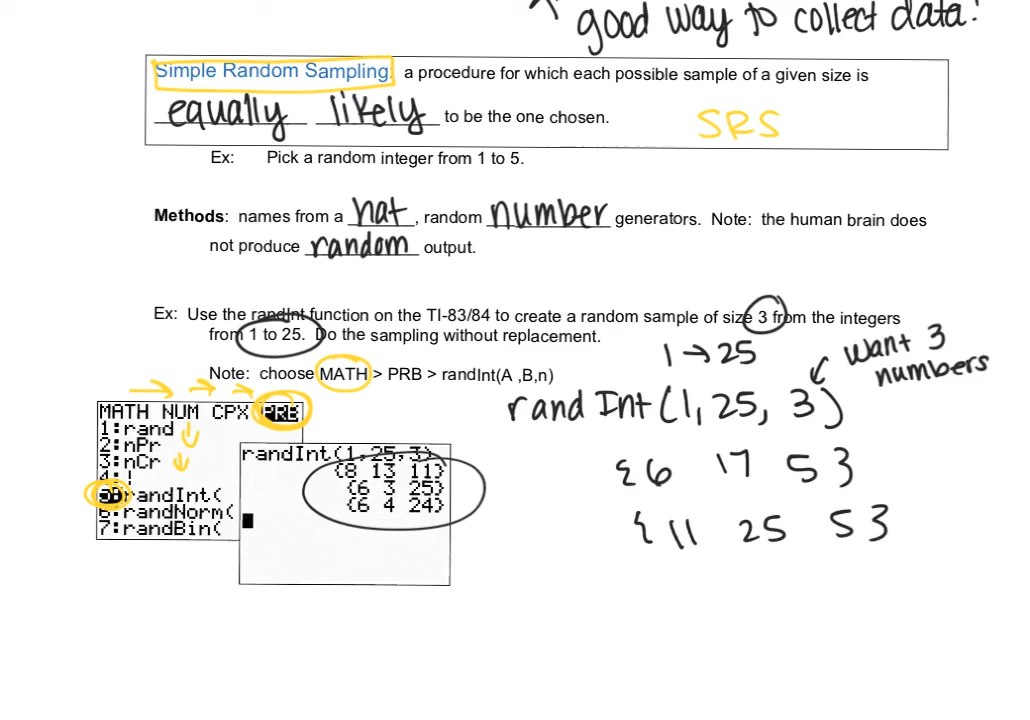 good way to collect data!
Simple Random Sampling: a procedure for which each possible sample of a given size is
equally likely to be the one chosen.
SRS
Ex: Pick a random integer from 1 to 5.
Methods: names from a hat, random number generators. Note: the human brain does
not produce random output.
Ex: Use the randInt function on the TI-83/84 to create a random sample of size 3 from the integers
from 1 to 25. Do the sampling without replacement.
1 → 25
want 3
numbers
Note: choose MATH > PRB > randInt(A ,B,n)
randInt(1, 25, 3)
{6 17 5}
{11 25 5}
MATH NUM CPX PRB
1:rand
2:nPr
3:nCr
4:!
5:randInt(
6:randNorm(
7:randBin(
randInt(1,25,3)
{8 13 11}
{6 3 25}
{6 4 24}